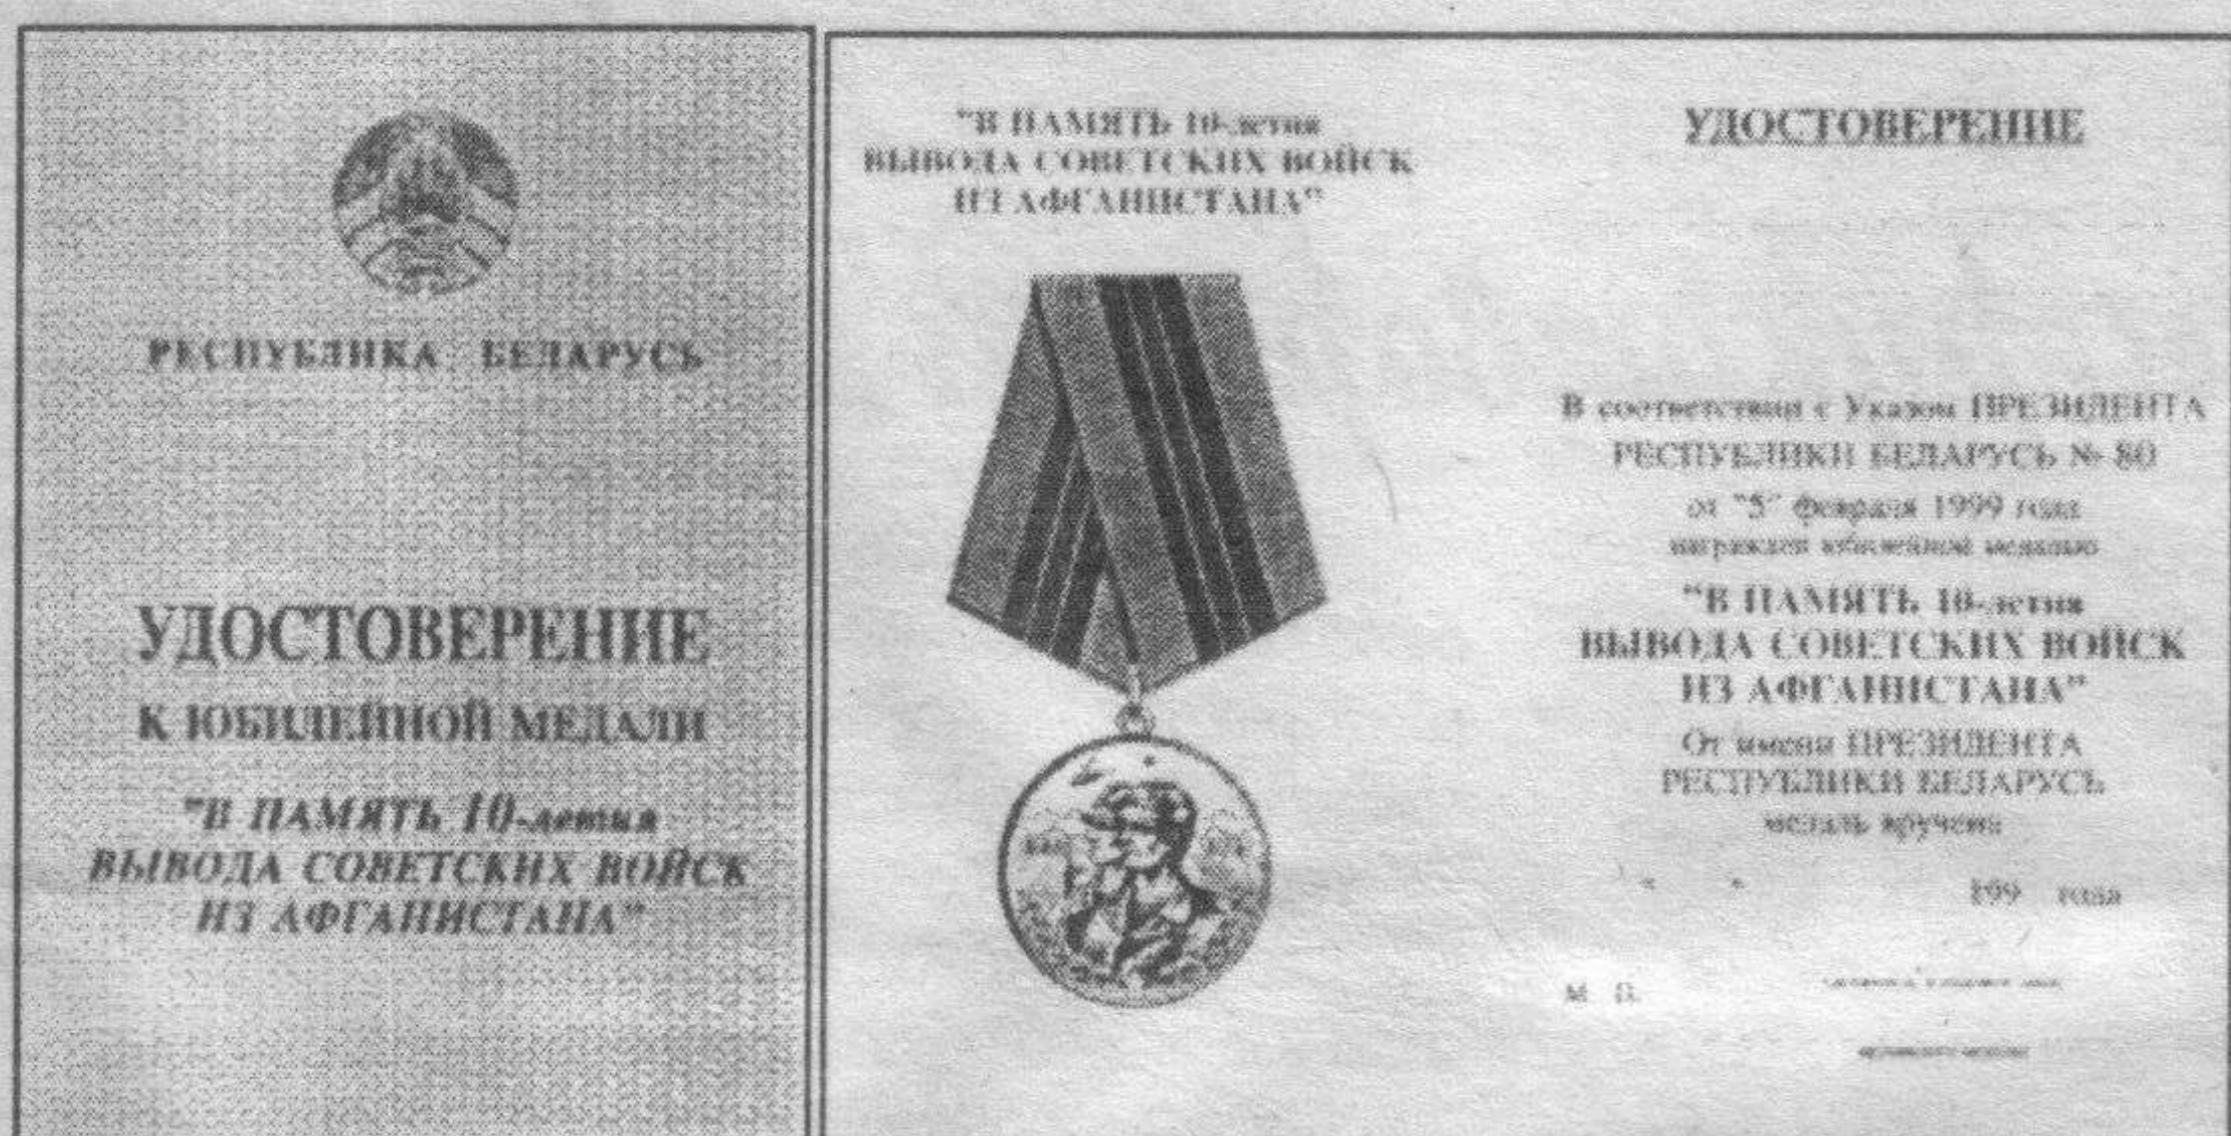 РЕСПУБЛИКА БЕЛАРУСЬ
УДОСТОВЕРЕНИЕ
К ЮБИЛЕЙНОЙ МЕДАЛИ
"В ПАМЯТЬ 10-летия
ВЫВОДА СОВЕТСКИХ ВОЙСК
ИЗ АФГАНИСТАНА"
"В ПАМЯТЬ 10-летия
ВЫВОДА СОВЕТСКИХ ВОЙСК
ИЗ АФГАНИСТАНА"
УДОСТОВЕРЕНИЕ
В соответствии с Указом ПРЕЗИДЕНТА
РЕСПУБЛИКИ БЕЛАРУСЬ № 80
от "5" февраля 1999 года
награжден юбилейной медалью
"В ПАМЯТЬ 10-летия
ВЫВОДА СОВЕТСКИХ ВОЙСК
ИЗ АФГАНИСТАНА"
От имени ПРЕЗИДЕНТА
РЕСПУБЛИКИ БЕЛАРУСЬ
медаль вручена
" " 199 года
М. П.